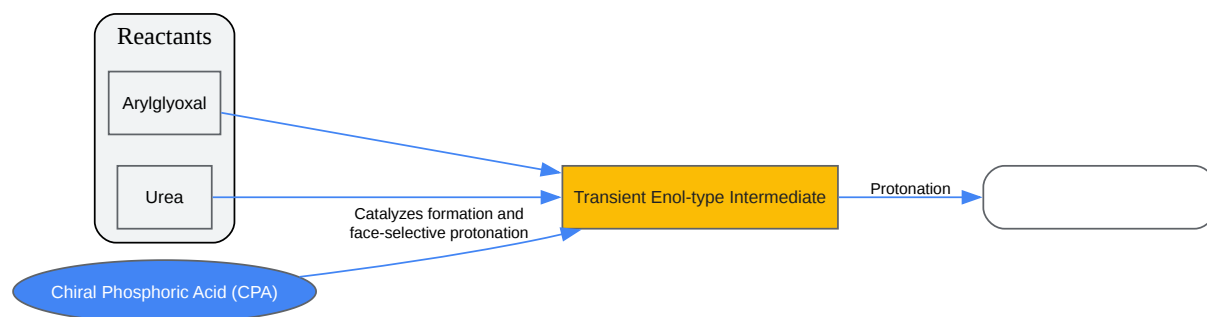 Reactants
Arylglyoxal
Urea
Transient Enol-type Intermediate
Protonation
Catalyzes formation and
face-selective protonation
Chiral Phosphoric Acid (CPA)